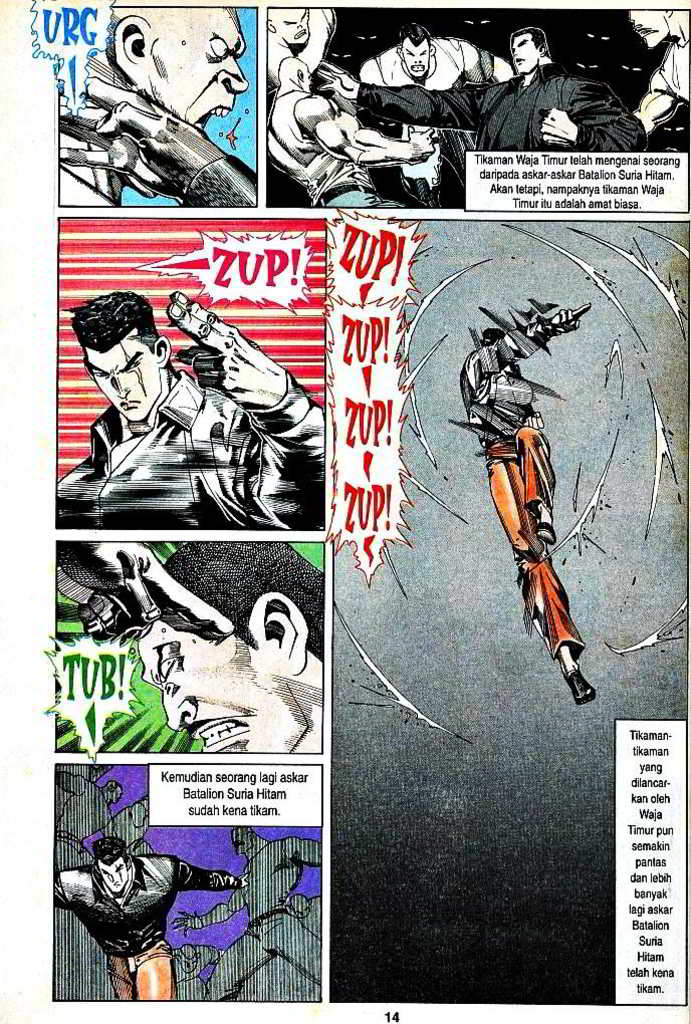 URG
!
Tikaman Waja Timur telah mengenai seorang
daripada askar-askar Batalion Suria Hitam.
Akan tetapi, nampaknya tikaman Waja
Timur itu adalah amat biasa.
ZUP!
ZUP!
ZUP!
ZUP!
ZUP!
TUB!
Kemudian seorang lagi askar
Batalion Suria Hitam
sudah kena tikam.
Tikaman-
tikaman
yang
dilancar-
kan oleh
Waja
Timur pun
semakin
pantas
dan lebih
banyak
lagi askar
Batalion
Suria
Hitam
telah kena
tikam.
14